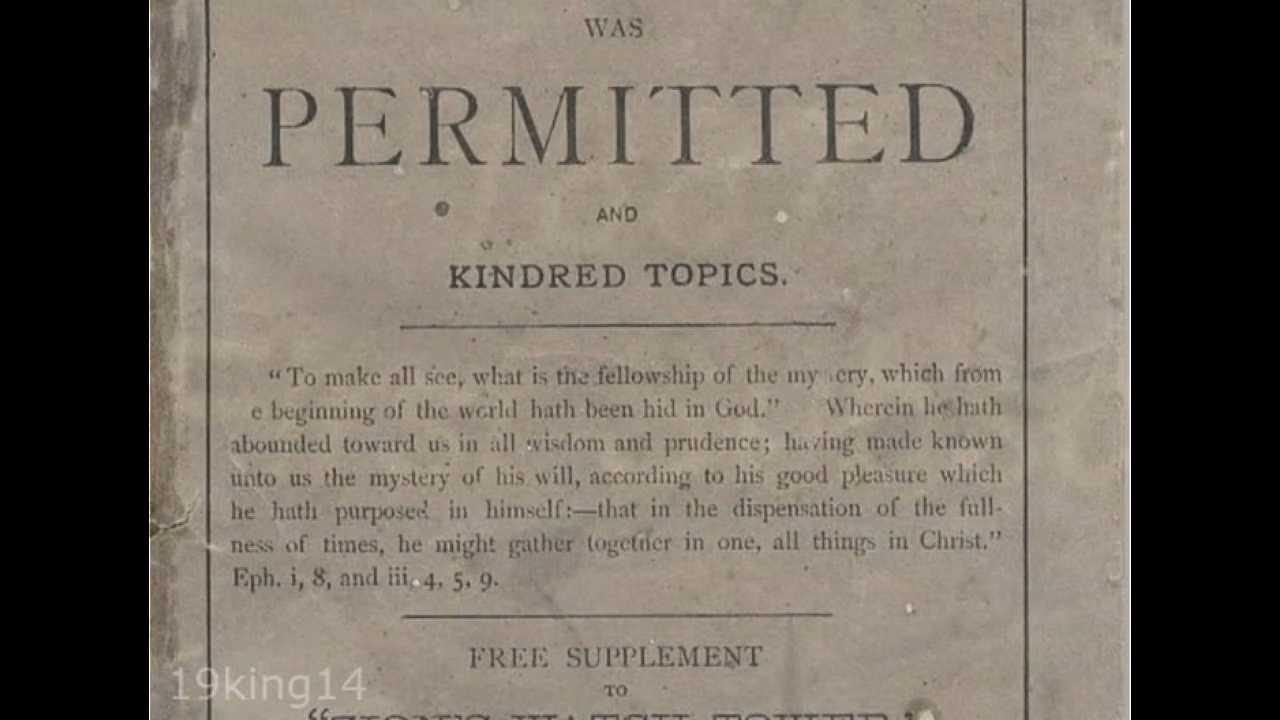 WAS
PERMITTED
AND
KINDRED TOPICS.
“To make all see, what is the fellowship of the my ery, which from
e beginning of the world hath been hid in God.” Wherein he hath
abounded toward us in all wisdom and prudence; having made known
unto us the mystery of his will, according to his good pleasure which
he hath purposed in himself:—that in the dispensation of the full-
ness of times, he might gather together in one, all things in Christ.”
Eph. i, 8, and iii, 4, 5, 9.
FREE SUPPLEMENT
19king14
TO